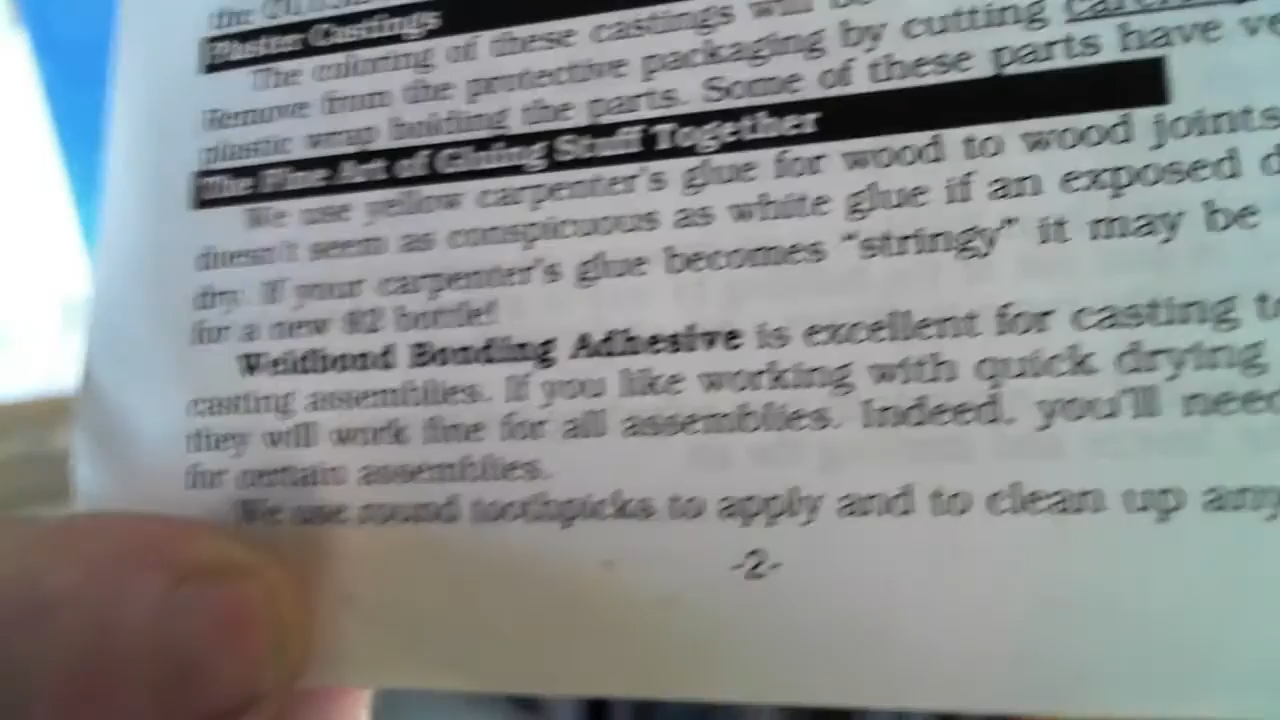 the
Plaster Castings
The coloring of these castings will be
Remove from the protective packaging by cutting
plastic wrap holding the parts. Some of these parts have
The Fine Art of Gluing Stuff Together
We use yellow carpenter's glue for wood to wood joints
doesn't seem as conspicuous as white glue if an exposed
dry. If your carpenter's glue becomes "stringy" it may be
for a new $2 bottle!
Weldbond Bonding Adhesive is excellent for casting
casting assemblies. If you like working with quick drying
they will work fine for all assemblies. Indeed, you'll need
for certain assemblies.
We use round toothpicks to apply and to clean up any
-2-